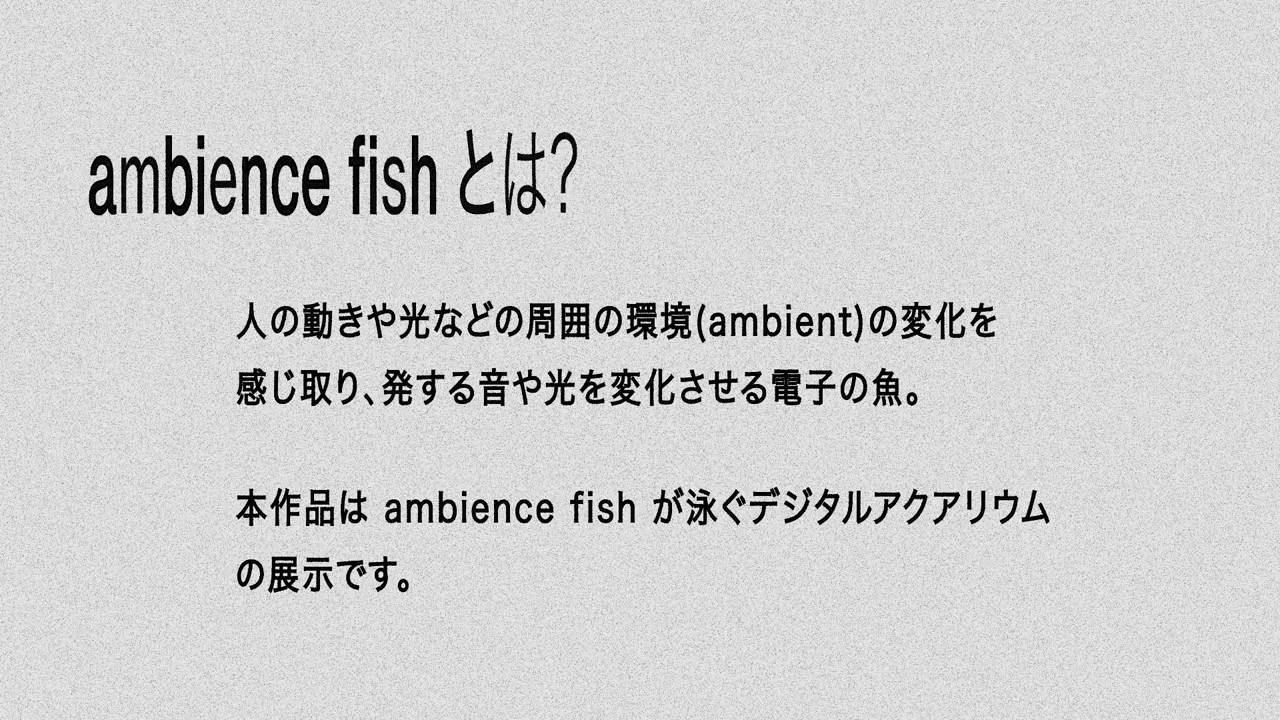 ambience fish とは?
人の動きや光などの周囲の環境(ambient)の変化を
感じ取り、発する音や光を変化させる電子の魚。
本作品は ambience fish が泳ぐデジタルアクアリウム
の展示です。